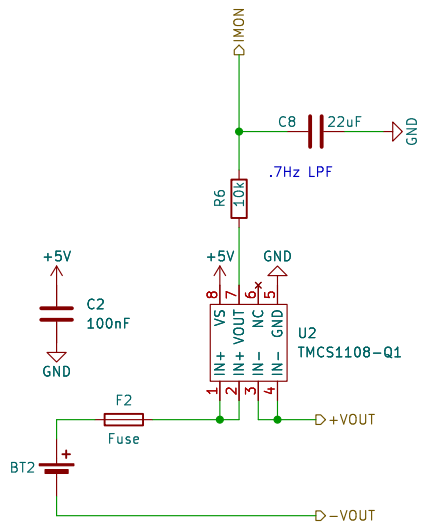 IMON
C8 22uF
GND
.7Hz LPF
R6 10k
+5V
GND
+5V
8 7 6 5
VS VOUT NC GND
C2
100nF
U2
TMCS1108-Q1
GND
IN+ IN+ IN- IN-
1 2 3 4
F2
Fuse
+VOUT
BT2 +
-VOUT